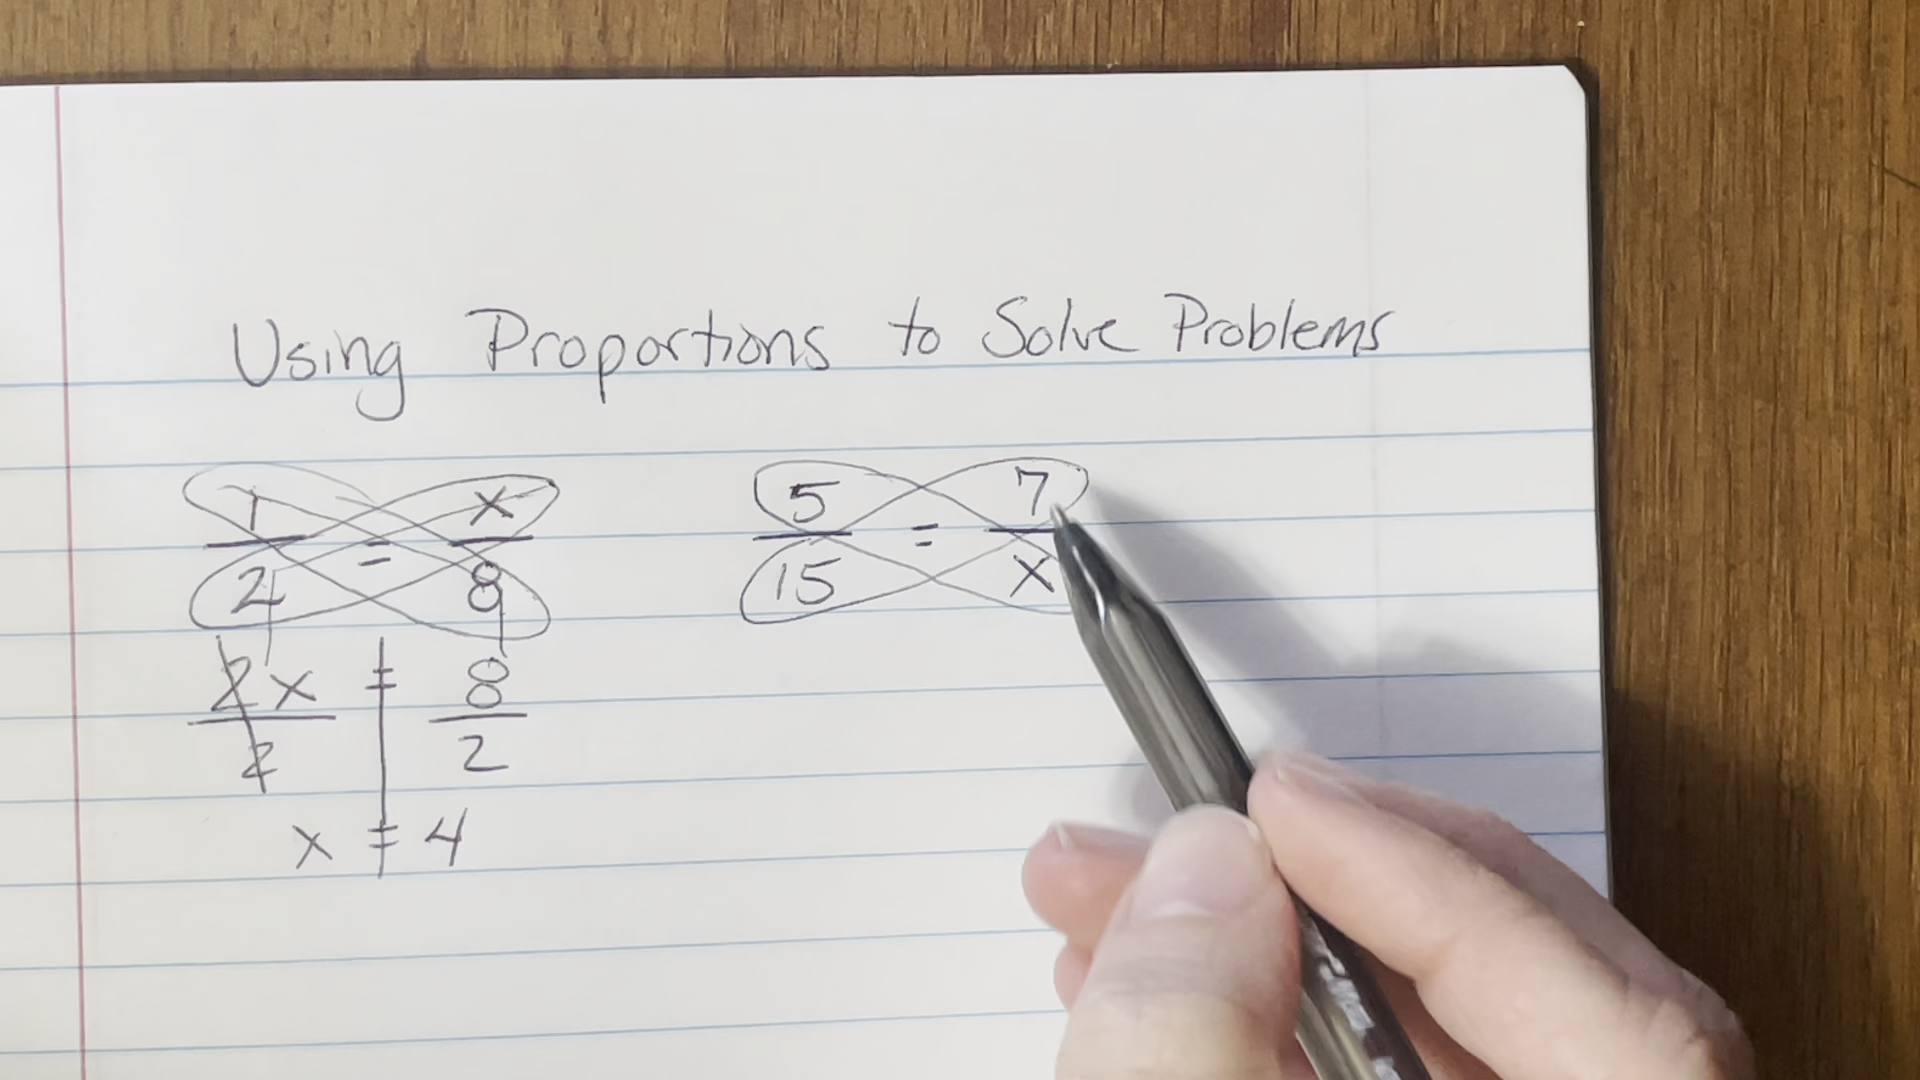 Using Proportions to Solve Problems
1/2 = x/8
5/15 = 7/x
2x/2 = 8/2
x = 4